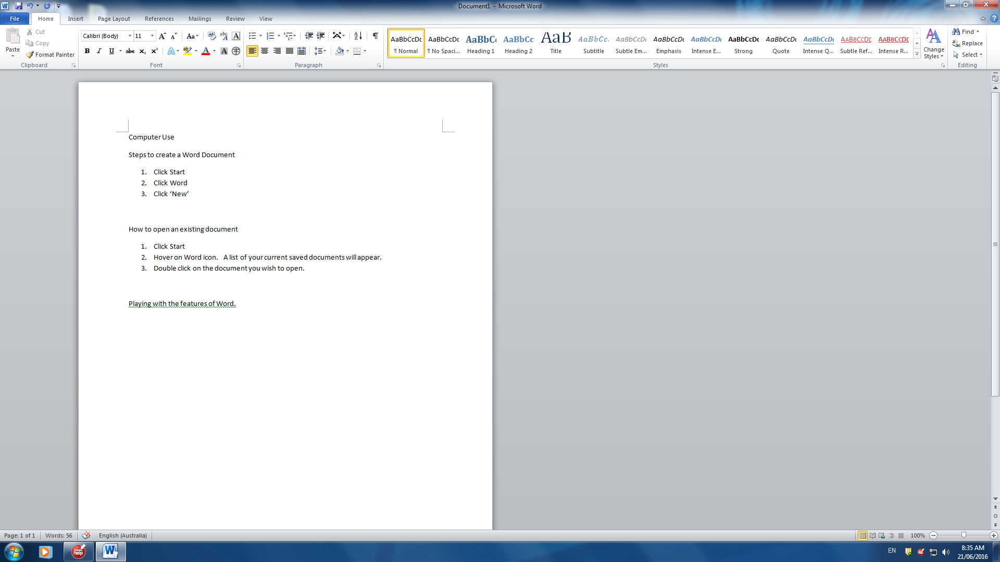 Document1 - Microsoft Word
File Home Insert Page Layout References Mailings Review View
Paste
Cut
Copy
Format Painter
Clipboard
Calibri (Body) 11
Font
Paragraph
AaBbCcDc AaBbCcDc AaBbC AaBbCc AaB AaBbCc. AaBbCcDc AaBbCcDc AaBbCcDc AaBbCcDc AaBbCcDc AaBbCcDc AABBCCDC AABBCCDC
¶ Normal ¶ No Spaci... Heading 1 Heading 2 Title Subtitle Subtle Em... Emphasis Intense E... Strong Quote Intense Q... Subtle Ref... Intense R...
Change
Styles
Styles
Find
Replace
Select
Editing
Computer Use
Steps to create a Word Document
1. Click Start
2. Click Word
3. Click ‘New’
How to open an existing document
1. Click Start
2. Hover on Word icon. A list of your current saved documents will appear.
3. Double click on the document you wish to open.
Playing with the features of Word.
Page: 1 of 1 Words: 56 English (Australia) 100%
help
EN
8:35 AM
21/06/2016